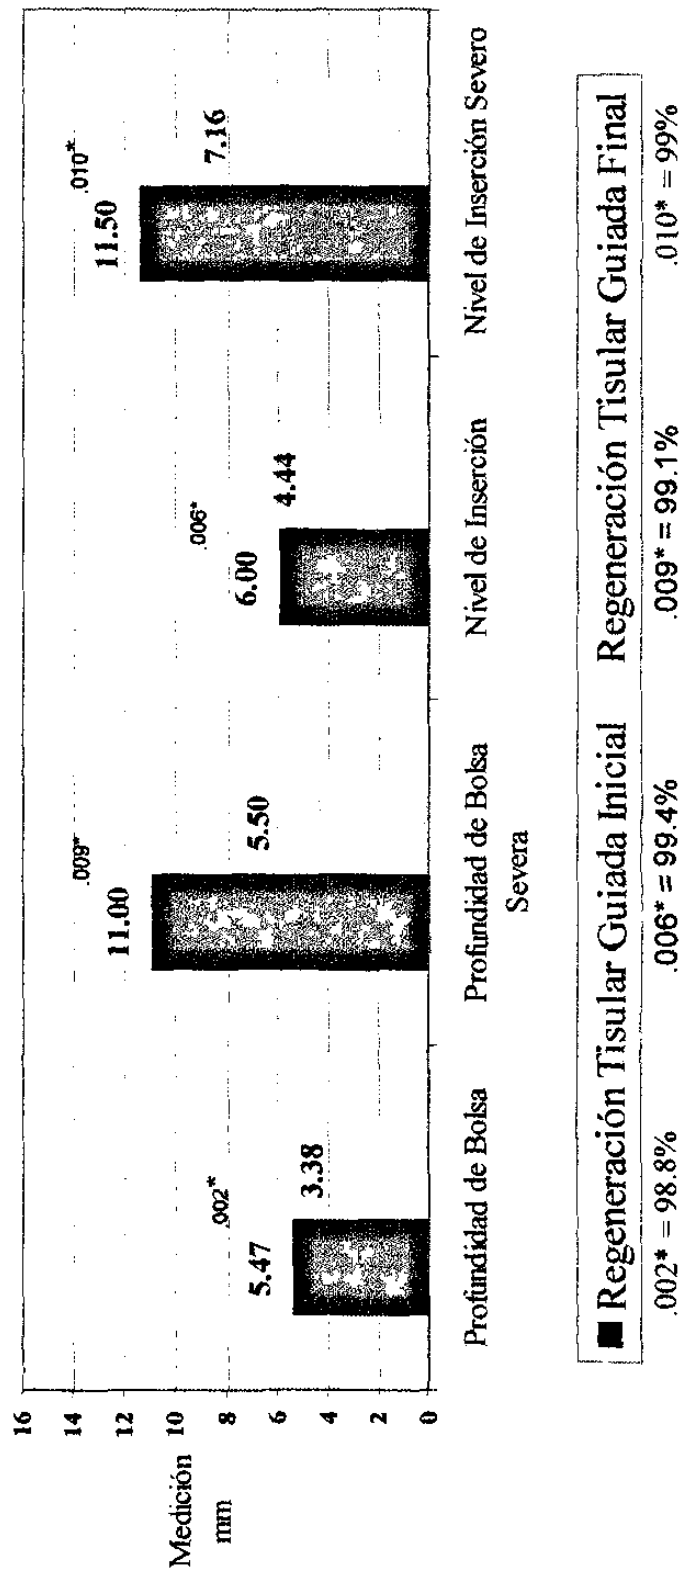 16
14
12
10
8
6
4
2
0
Medición
mm
5.47
3.38
.002*
11.00
5.50
.009*
6.00
4.44
.006*
11.50
7.16
.010*
Profundidad de Bolsa
Profundidad de Bolsa
Severa
Nivel de Inserción
Nivel de Inserción Severo
Regeneración Tisular Guiada Inicial
Regeneración Tisular Guiada Final
.002* = 98.8%
.006* = 99.4%
.009* = 99.1%
.010* = 99%